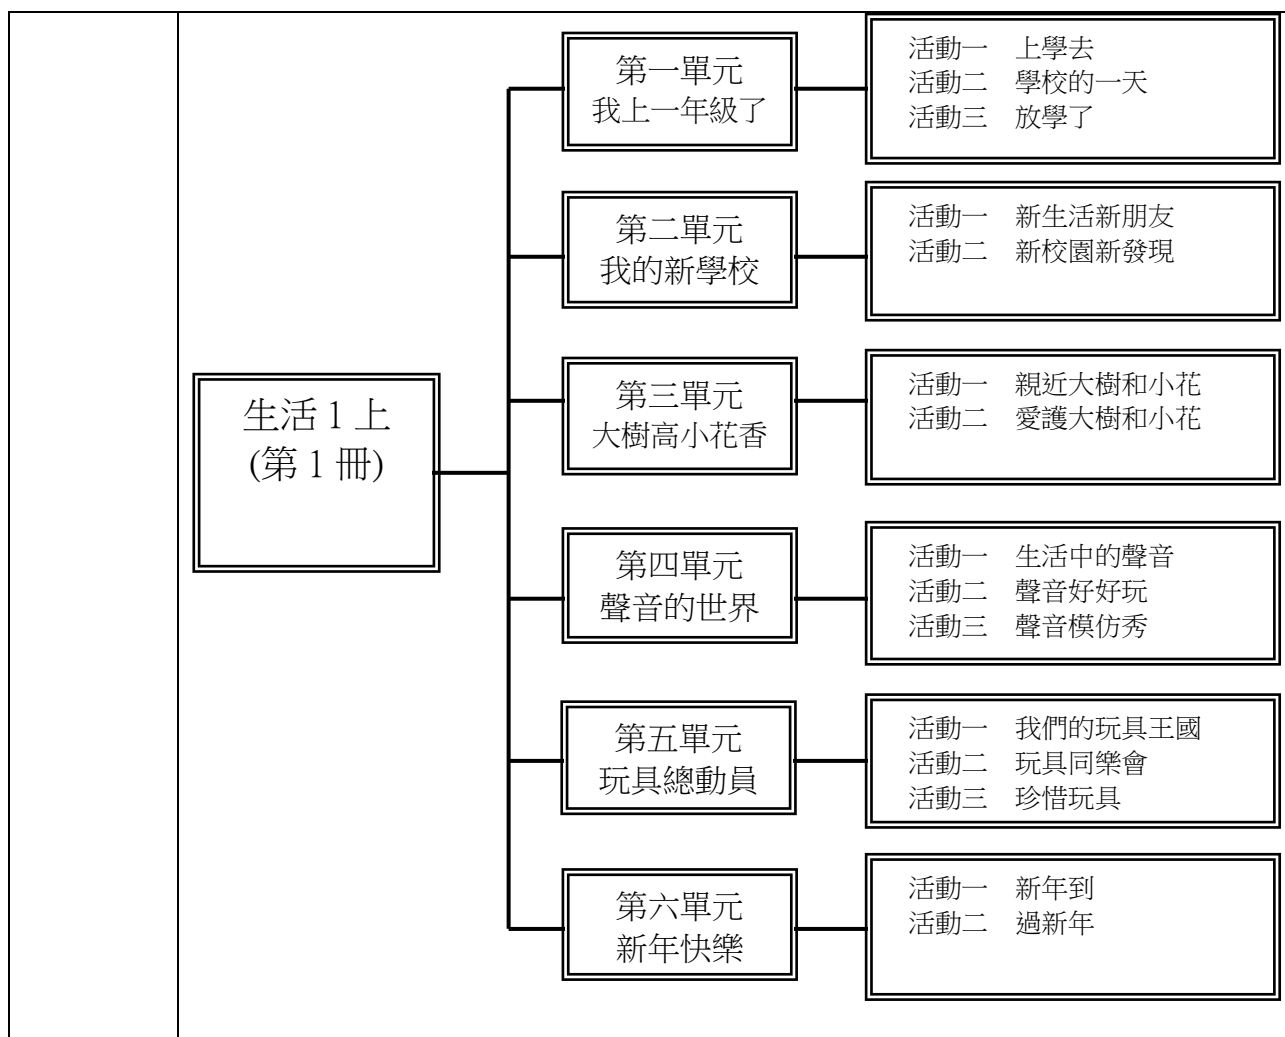 生活 1 上
(第 1 冊)
第一單元
我上一年級了
活動一　上學去
活動二　學校的一天
活動三　放學了
第二單元
我的新學校
活動一　新生活新朋友
活動二　新校園新發現
第三單元
大樹高小花香
活動一　親近大樹和小花
活動二　愛護大樹和小花
第四單元
聲音的世界
活動一　生活中的聲音
活動二　聲音好好玩
活動三　聲音模仿秀
第五單元
玩具總動員
活動一　我們的玩具王國
活動二　玩具同樂會
活動三　珍惜玩具
第六單元
新年快樂
活動一　新年到
活動二　過新年